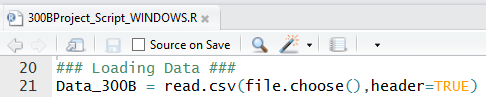 300BProject_Script_WINDOWS.R
Source on Save
20 ### Loading Data ###
21 Data_300B = read.csv(file.choose(),header=TRUE)